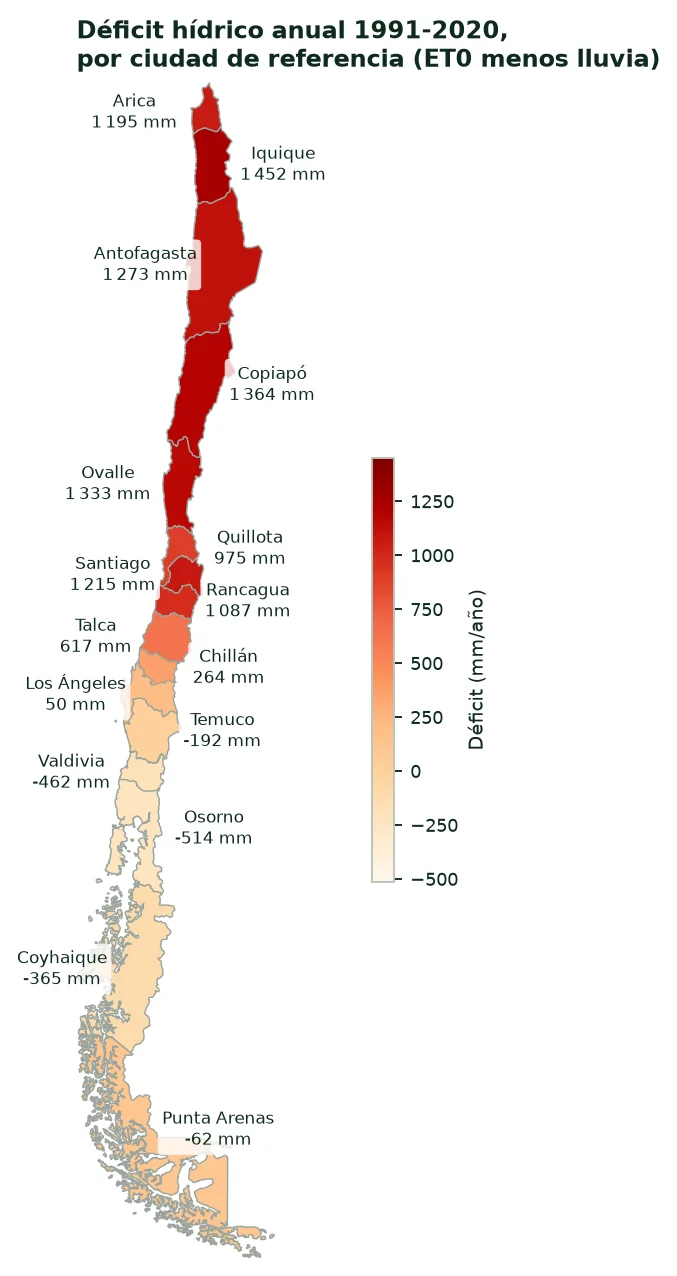 Déficit hídrico anual 1991-2020,
por ciudad de referencia (ET0 menos lluvia)
Arica
1 195 mm
Iquique
1 452 mm
Antofagasta
1 273 mm
Copiapó
1 364 mm
Ovalle
1 333 mm
Quillota
975 mm
Santiago
1 215 mm
Rancagua
1 087 mm
Talca
617 mm
Chillán
264 mm
Los Ángeles
50 mm
Temuco
-192 mm
Valdivia
-462 mm
Osorno
-514 mm
Coyhaique
-365 mm
Punta Arenas
-62 mm
1250
1000
750
500
250
0
−250
−500
Déficit (mm/año)